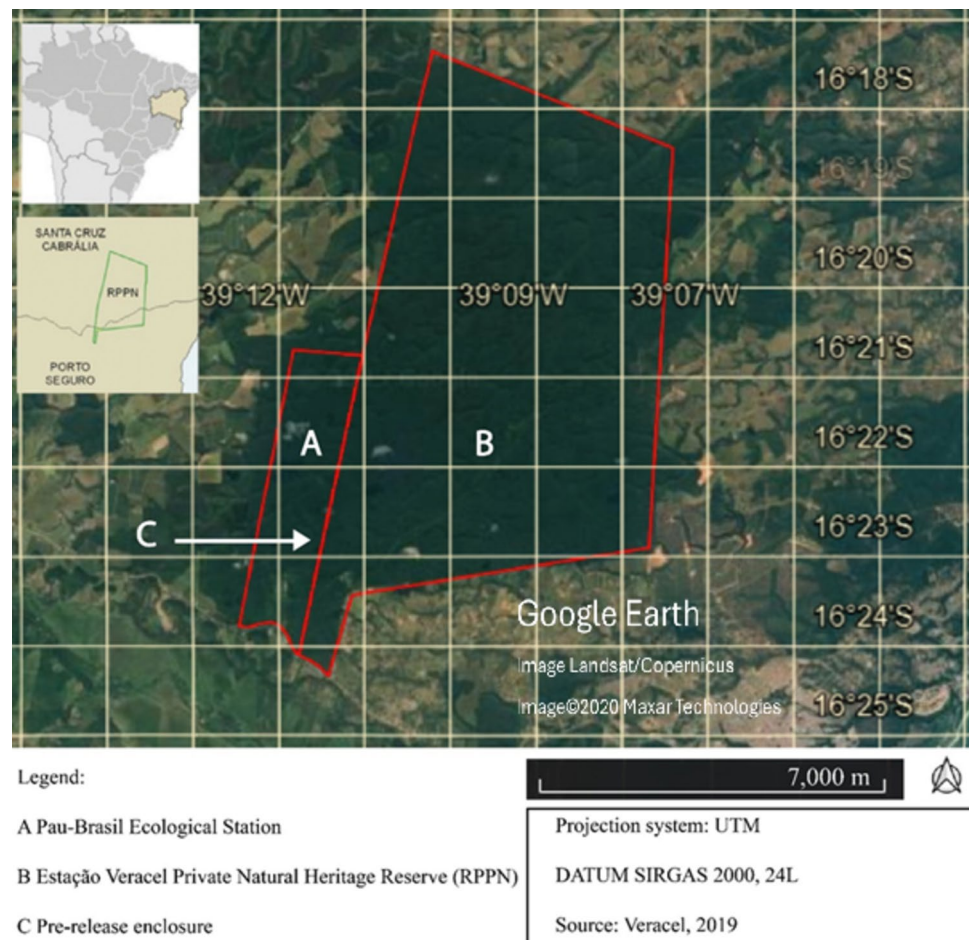 16°18'S
16°19'S
SANTA CRUZ
CABRÁLIA
16°20'S
RPPN
39°12'W 39°09'W 39°07'W
16°21'S
PORTO
SEGURO
A B 16°22'S
C 16°23'S
Google Earth 16°24'S
Image Landsat/Copernicus
Image©2020 Maxar Technologies 16°25'S
Legend:
7,000 m
A Pau-Brasil Ecological Station
B Estação Veracel Private Natural Heritage Reserve (RPPN)
C Pre-release enclosure
Projection system: UTM
DATUM SIRGAS 2000, 24L
Source: Veracel, 2019